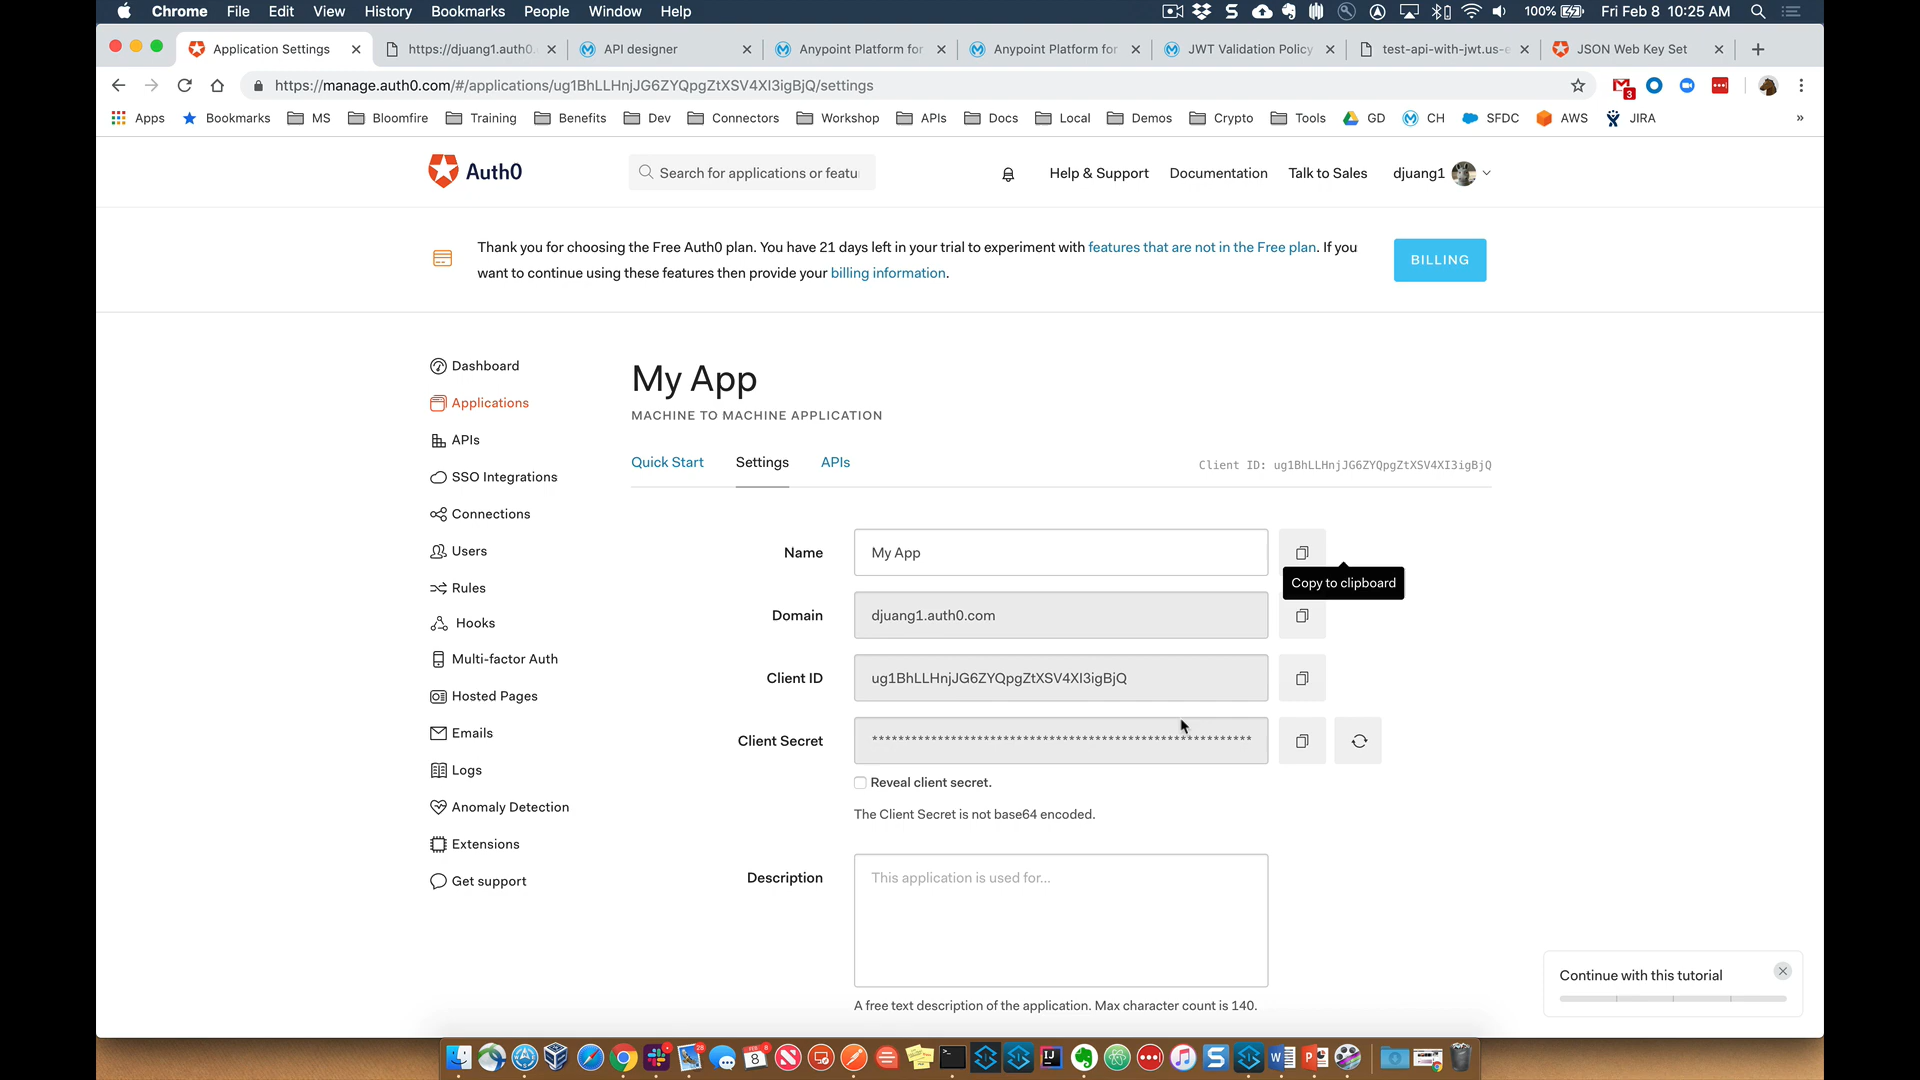 Chrome File Edit View History Bookmarks People Window Help 100% Fri Feb 8 10:25 AM
Application Settings https://djuang1.auth0. API designer Anypoint Platform for Anypoint Platform for JWT Validation Policy test-api-with-jwt.us-e JSON Web Key Set
https://manage.auth0.com/#/applications/ug1BhLLHnjJG6ZYQpgZtXSV4XI3igBjQ/settings 3
Apps Bookmarks MS Bloomfire Training Benefits Dev Connectors Workshop APIs Docs Local Demos Crypto Tools GD CH SFDC AWS JIRA »
Auth0 Search for applications or featu Help & Support Documentation Talk to Sales djuang1
Thank you for choosing the Free Auth0 plan. You have 21 days left in your trial to experiment with features that are not in the Free plan. If you
want to continue using these features then provide your billing information.
BILLING
Dashboard
Applications
APIs
SSO Integrations
Connections
Users
Rules
Hooks
Multi-factor Auth
Hosted Pages
Emails
Logs
Anomaly Detection
Extensions
Get support
My App
MACHINE TO MACHINE APPLICATION
Quick Start Settings APIs Client ID: ug1BhLLHnjJG6ZYQpgZtXSV4XI3igBjQ
Name My App
Copy to clipboard
Domain djuang1.auth0.com
Client ID ug1BhLLHnjJG6ZYQpgZtXSV4XI3igBjQ
Client Secret ****************************************************************
Reveal client secret.
The Client Secret is not base64 encoded.
Description This application is used for...
A free text description of the application. Max character count is 140.
Continue with this tutorial